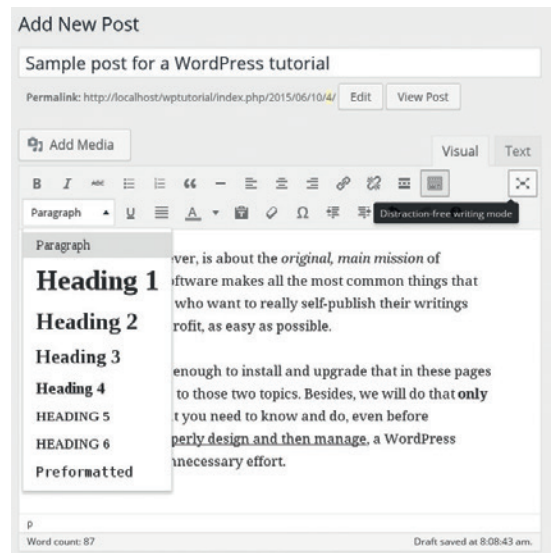 Add New Post
Sample post for a WordPress tutorial
Permalink: http://localhost/wptutorial/index.php/2015/06/10/4/ Edit View Post
Add Media
Visual Text
B I ABC “ —
Paragraph U A Ω
Distraction-free writing mode
Paragraph
Heading 1
Heading 2
Heading 3
Heading 4
HEADING 5
HEADING 6
Preformatted
ver, is about the original, main mission of
ftware makes all the most common things that
who want to really self-publish their writings
rofit, as easy as possible.
enough to install and upgrade that in these pages
to those two topics. Besides, we will do that only
t you need to know and do, even before
perly design and then manage, a WordPress
nnecessary effort.
p
Word count: 87 Draft saved at 8:08:43 am.